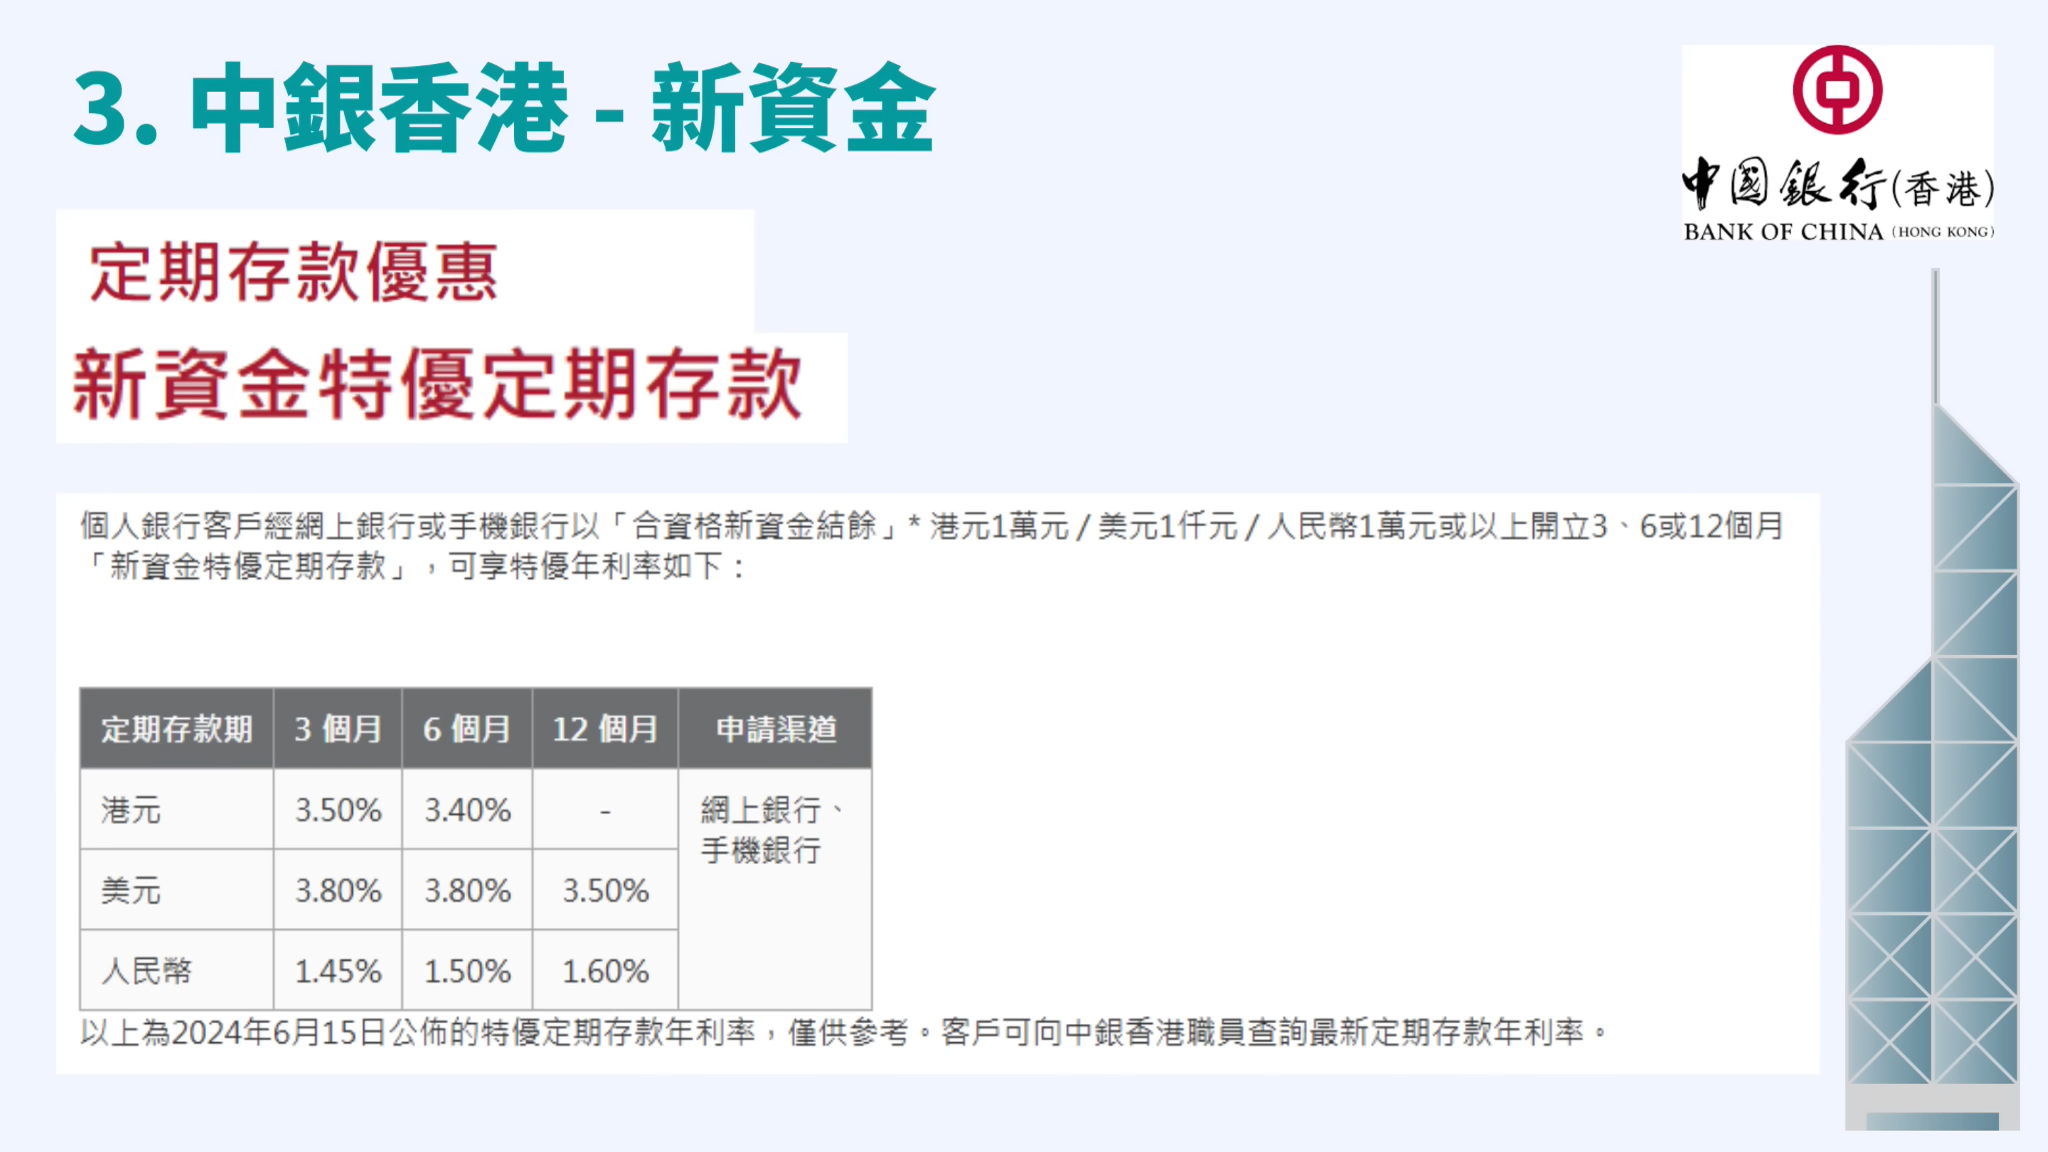 3. 中銀香港 - 新資金
中國銀行(香港)
BANK OF CHINA (HONG KONG)
定期存款優惠
新資金特優定期存款
個人銀行客戶經網上銀行或手機銀行以「合資格新資金結餘」* 港元1萬元 / 美元1仟元 / 人民幣1萬元或以上開立3、6或12個月
「新資金特優定期存款」，可享特優年利率如下：
定期存款期 3 個月 6 個月 12 個月 申請渠道
港元 3.50% 3.40% - 網上銀行、
手機銀行
美元 3.80% 3.80% 3.50%
人民幣 1.45% 1.50% 1.60%
以上為2024年6月15日公佈的特優定期存款年利率，僅供參考。客戶可向中銀香港職員查詢最新定期存款年利率。